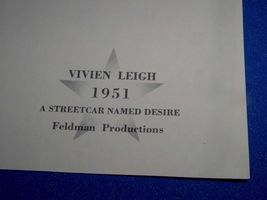 VIVIEN LEIGH
1951
A STREETCAR NAMED DESIRE
Feldman Productions